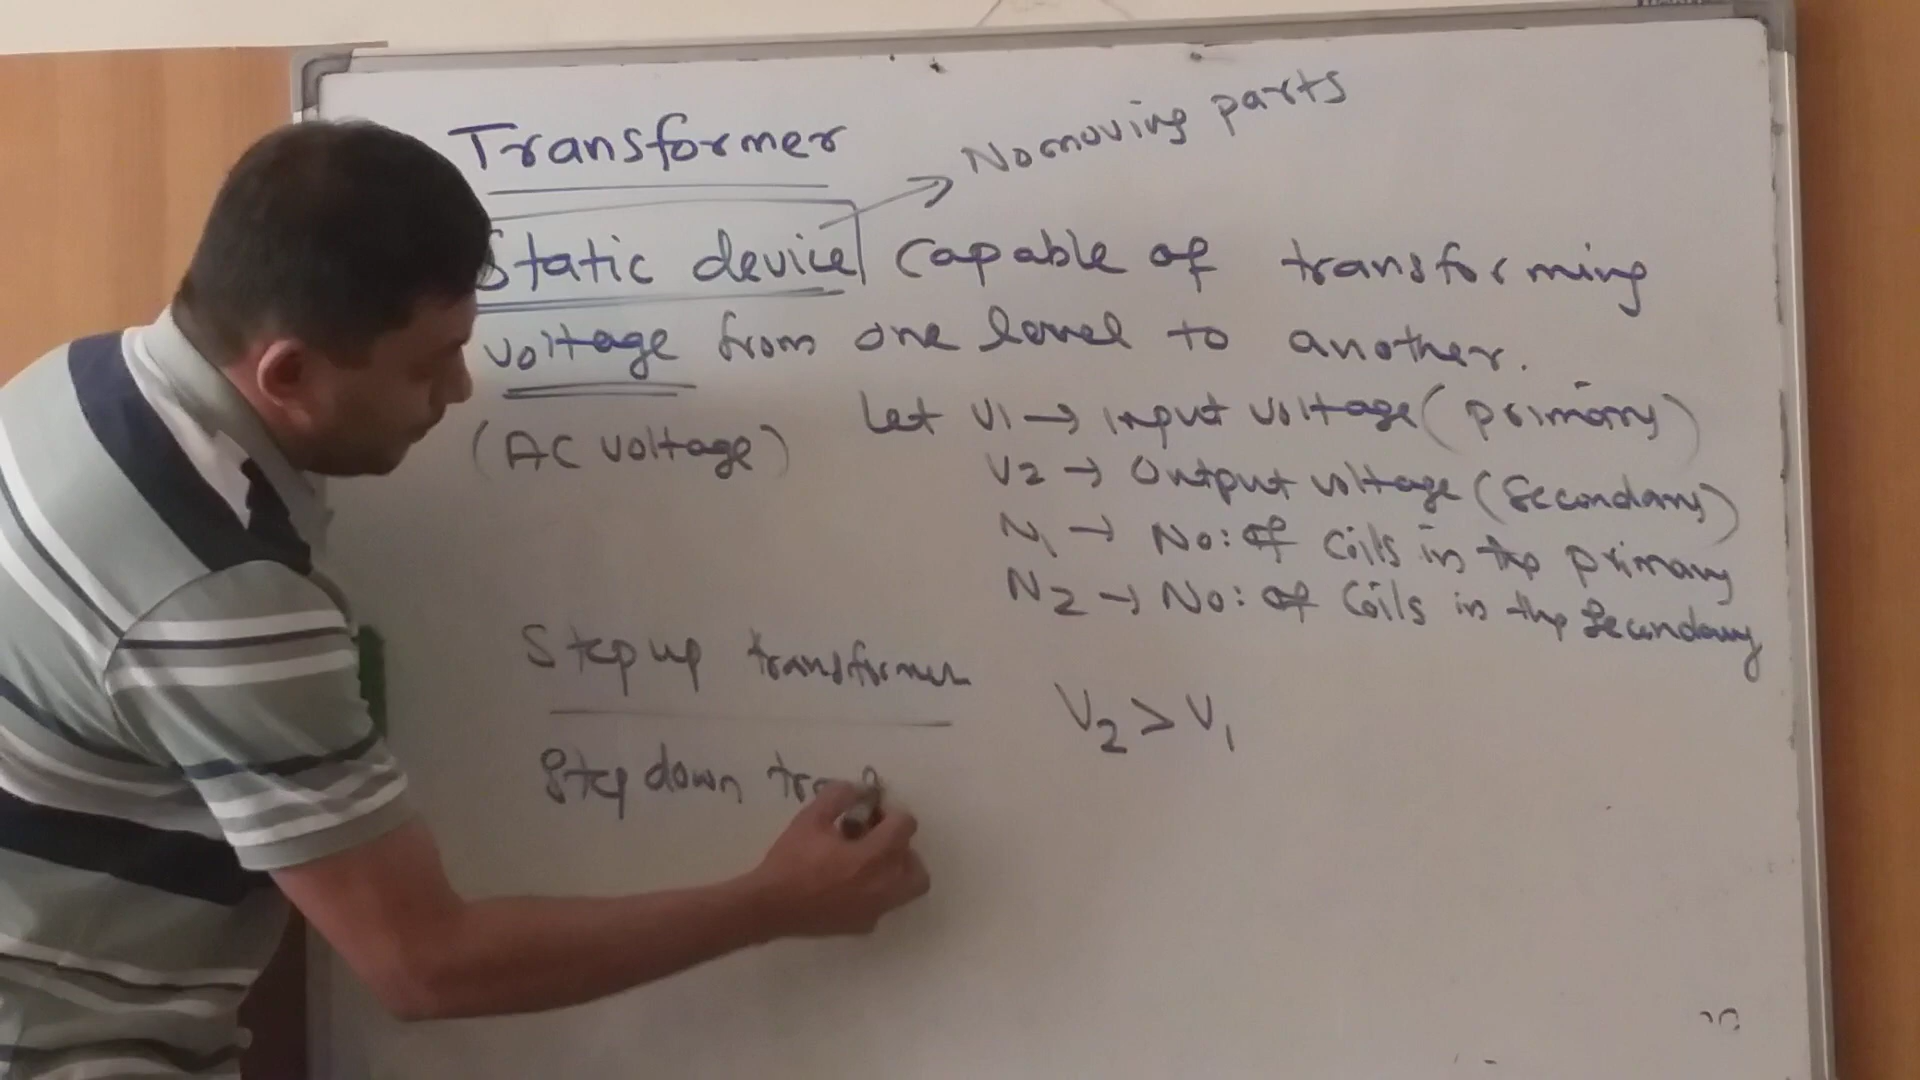 Transformer
No moving parts
Static device capable of transforming
voltage from one level to another.
(AC voltage)
Let V1 → Input voltage (primary)
V2 → Output voltage (Secondary)
N1 → No: of Coils in the primary
N2 → No: of Coils in the Secondary
Step up transformer
V2 > V1
Step down